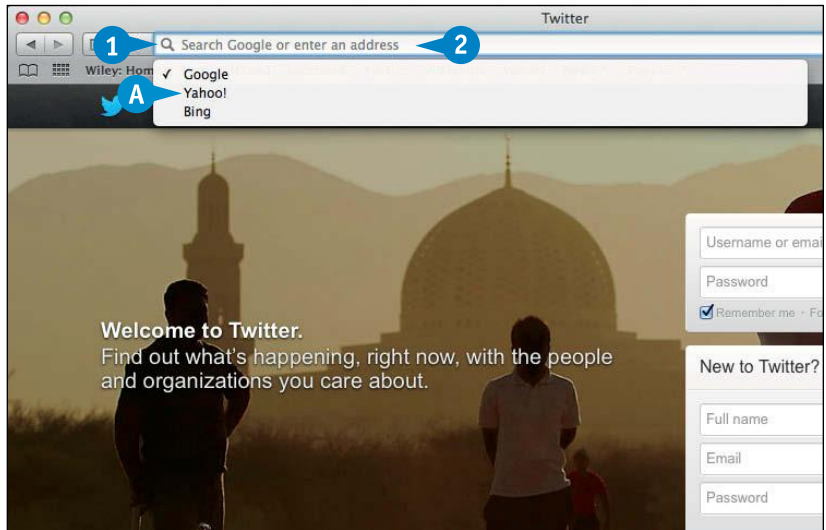 Twitter
1
Search Google or enter an address
2
Wiley: Hom
✓ Google
A
Yahoo!
Bing
Username or emai
Password
Remember me · Fo
Welcome to Twitter.
Find out what's happening, right now, with the people
and organizations you care about.
New to Twitter?
Full name
Email
Password